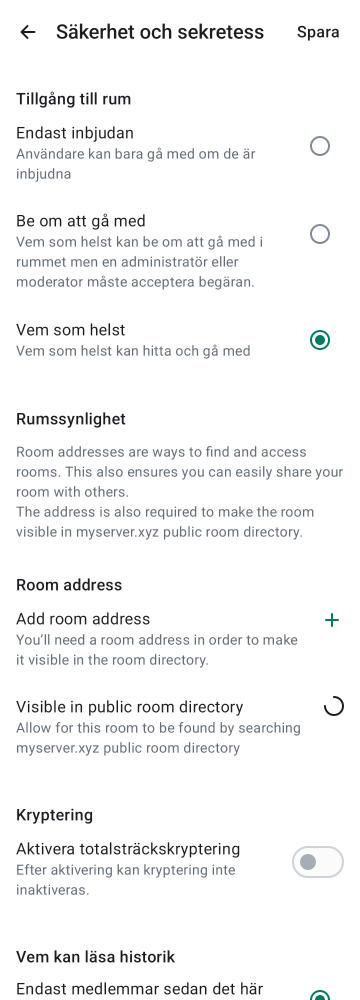 Säkerhet och sekretess
Spara
Tillgång till rum
Endast inbjudan
Användare kan bara gå med om de är
inbjudna
Be om att gå med
Vem som helst kan be om att gå med i
rummet men en administratör eller
moderator måste acceptera begäran.
Vem som helst
Vem som helst kan hitta och gå med
Rumssynlighet
Room addresses are ways to find and access
rooms. This also ensures you can easily share your
room with others.
The address is also required to make the room
visible in myserver.xyz public room directory.
Room address
Add room address
You’ll need a room address in order to make
it visible in the room directory.
Visible in public room directory
Allow for this room to be found by searching
myserver.xyz public room directory
Kryptering
Aktivera totalsträckskryptering
Efter aktivering kan kryptering inte
inaktiveras.
Vem kan läsa historik
Endast medlemmar sedan det här